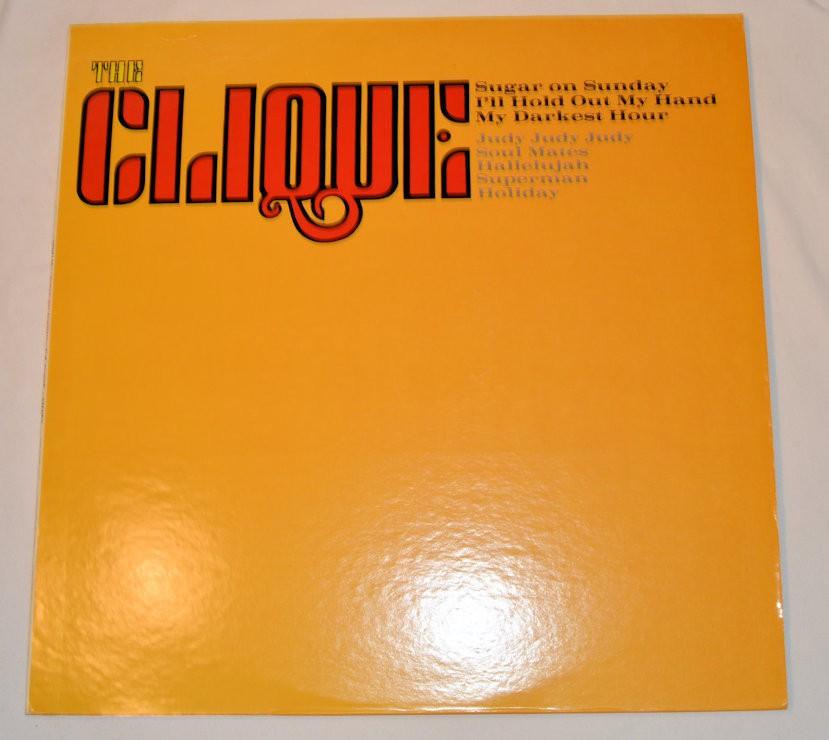 THE
CLIQUE
Sugar on Sunday
I'll Hold Out My Hand
My Darkest Hour
Judy Judy Judy
Soul Mates
Hallelujah
Superman
Holiday